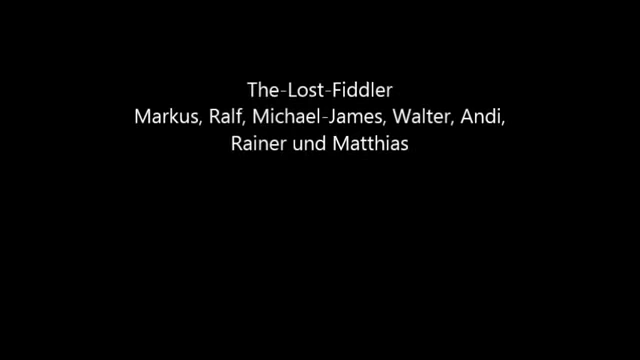 The-Lost-Fiddler
Markus, Ralf, Michael-James, Walter, Andi,
Rainer und Matthias